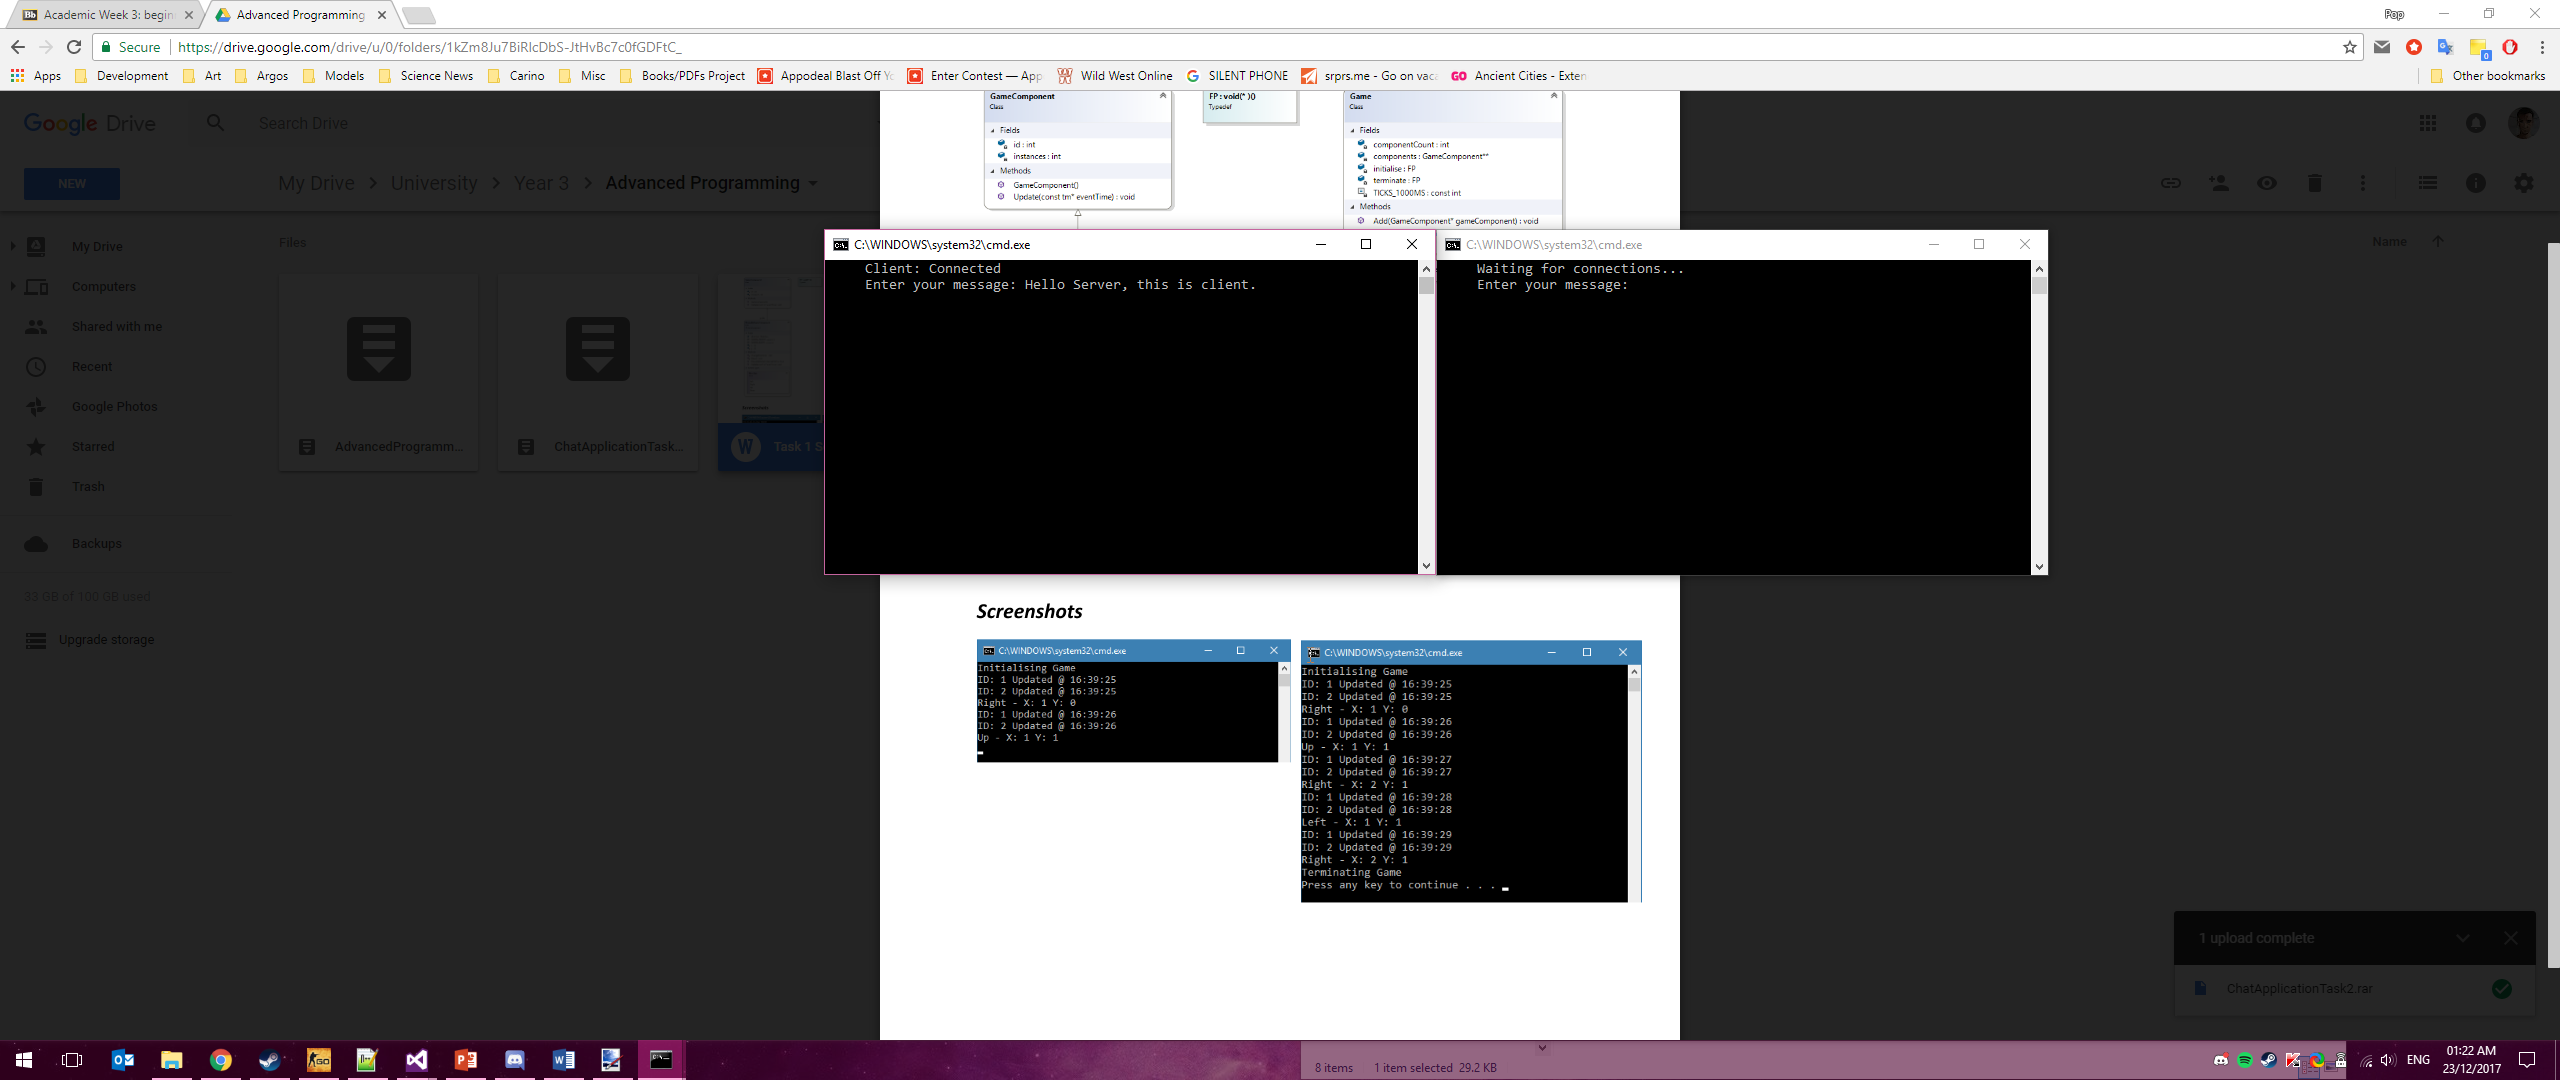 Academic Week 3: begin
Advanced Programming
Pop
Secure
https://drive.google.com/drive/u/0/folders/1kZm8Ju7BiRlcDbS-JtHvBc7c0fGDFtC_
Apps
Development
Art
Argos
Models
Science News
Carino
Misc
Books/PDFs Project
Appodeal Blast Off Yo
Enter Contest — App
Wild West Online
SILENT PHONE
srprs.me - Go on vaca
Ancient Cities - Exten
Other bookmarks
Google Drive
Search Drive
NEW
My Drive > University > Year 3 > Advanced Programming
My Drive
Computers
Shared with me
Recent
Google Photos
Starred
Trash
Backups
33 GB of 100 GB used
Upgrade storage
Files
Name
AdvancedProgramm...
ChatApplicationTask...
Task 1 S
GameComponent
Class
Fields
id : int
instances : int
Methods
GameComponent()
Update(const tm* eventTime) : void
FP : void(* )()
Typedef
Game
Class
Fields
componentCount : int
components : GameComponent**
initialise : FP
terminate : FP
TICKS_1000MS : const int
Methods
Add(GameComponent* gameComponent) : void
C:\WINDOWS\system32\cmd.exe
Client: Connected
Enter your message: Hello Server, this is client.
C:\WINDOWS\system32\cmd.exe
Waiting for connections...
Enter your message:
Screenshots
C:\WINDOWS\system32\cmd.exe
Initialising Game
ID: 1 Updated @ 16:39:25
ID: 2 Updated @ 16:39:25
Right - X: 1 Y: 0
ID: 1 Updated @ 16:39:26
ID: 2 Updated @ 16:39:26
Up - X: 1 Y: 1
C:\WINDOWS\system32\cmd.exe
Initialising Game
ID: 1 Updated @ 16:39:25
ID: 2 Updated @ 16:39:25
Right - X: 1 Y: 0
ID: 1 Updated @ 16:39:26
ID: 2 Updated @ 16:39:26
Up - X: 1 Y: 1
ID: 1 Updated @ 16:39:27
ID: 2 Updated @ 16:39:27
Right - X: 2 Y: 1
ID: 1 Updated @ 16:39:28
ID: 2 Updated @ 16:39:28
Left - X: 1 Y: 1
ID: 1 Updated @ 16:39:29
ID: 2 Updated @ 16:39:29
Right - X: 2 Y: 1
Terminating Game
Press any key to continue . . .
1 upload complete
ChatApplicationTask2.rar
8 items
1 item selected 29.2 KB
ENG
01:22 AM
23/12/2017